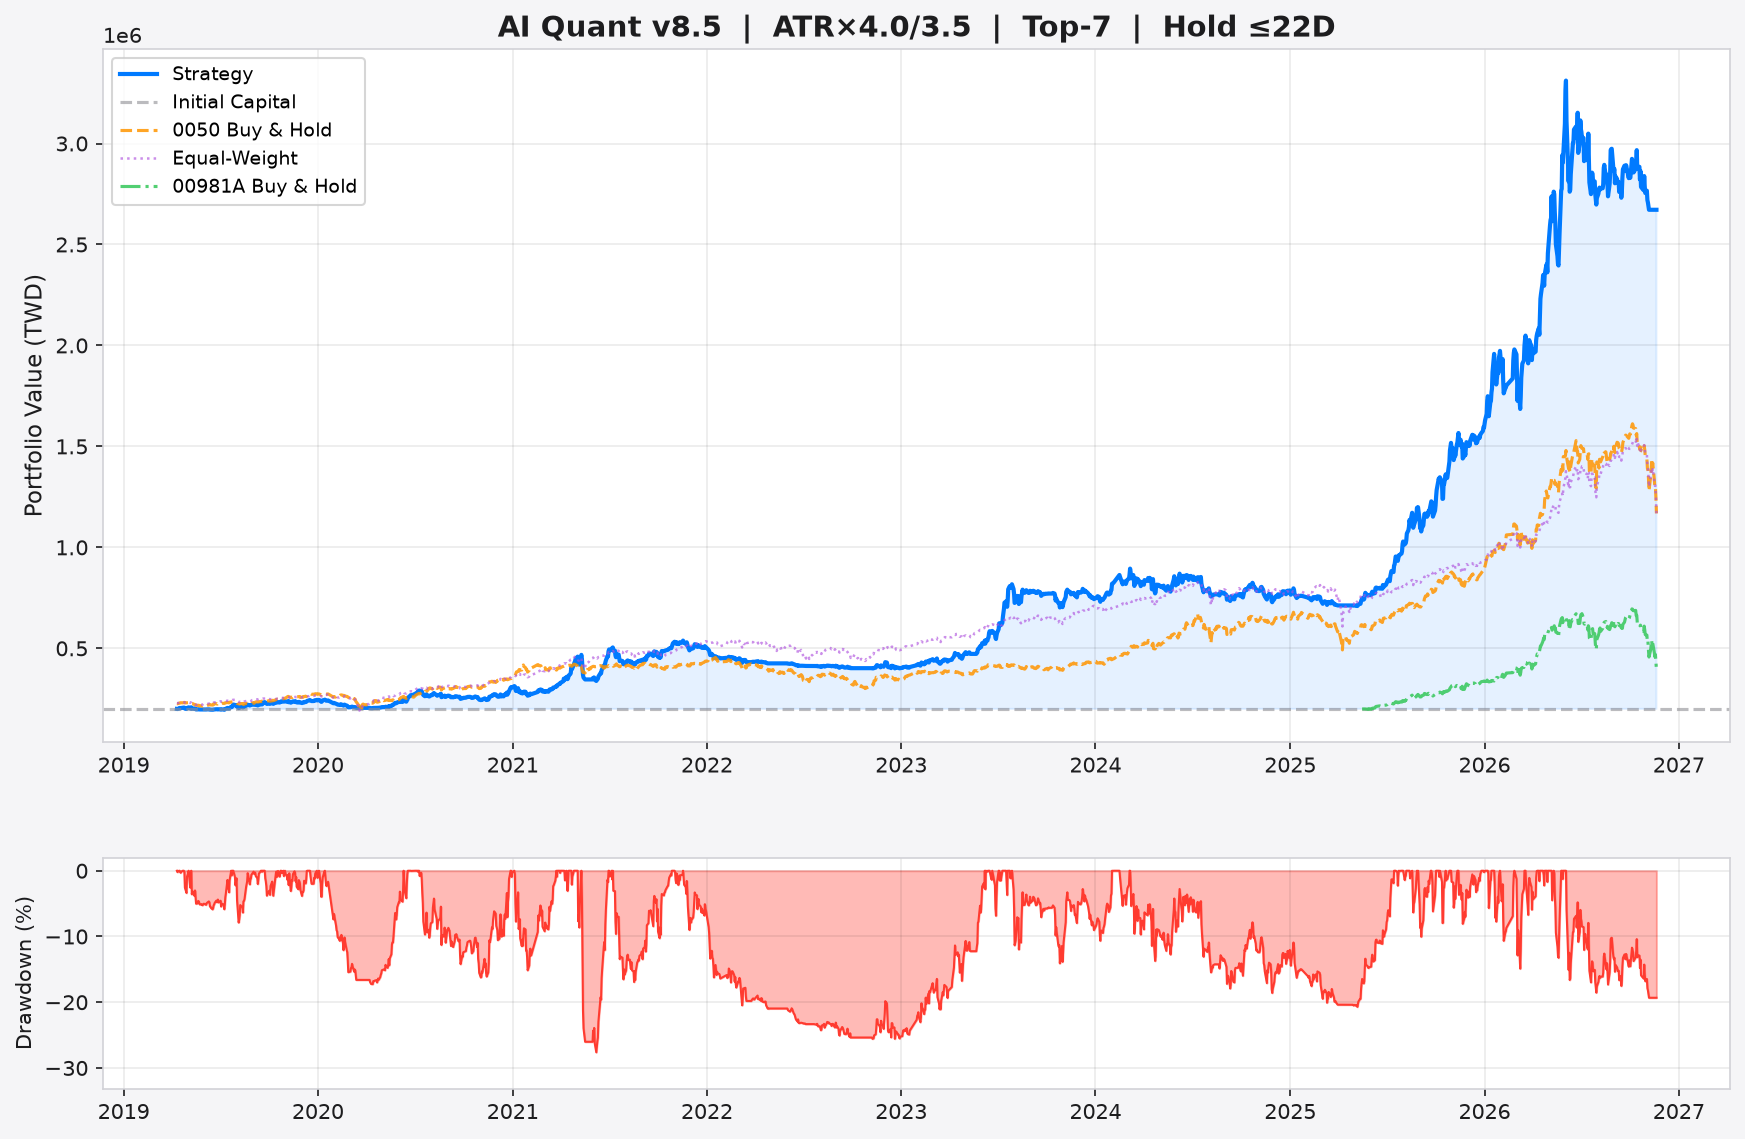 AI Quant v8.5 | ATR×4.0/3.5 | Top-7 | Hold ≤22D
1e6
Strategy
Initial Capital
0050 Buy & Hold
Equal-Weight
00981A Buy & Hold
Portfolio Value (TWD)
3.0
2.5
2.0
1.5
1.0
0.5
2019 2020 2021 2022 2023 2024 2025 2026 2027
Drawdown (%)
0
−10
−20
−30
2019 2020 2021 2022 2023 2024 2025 2026 2027